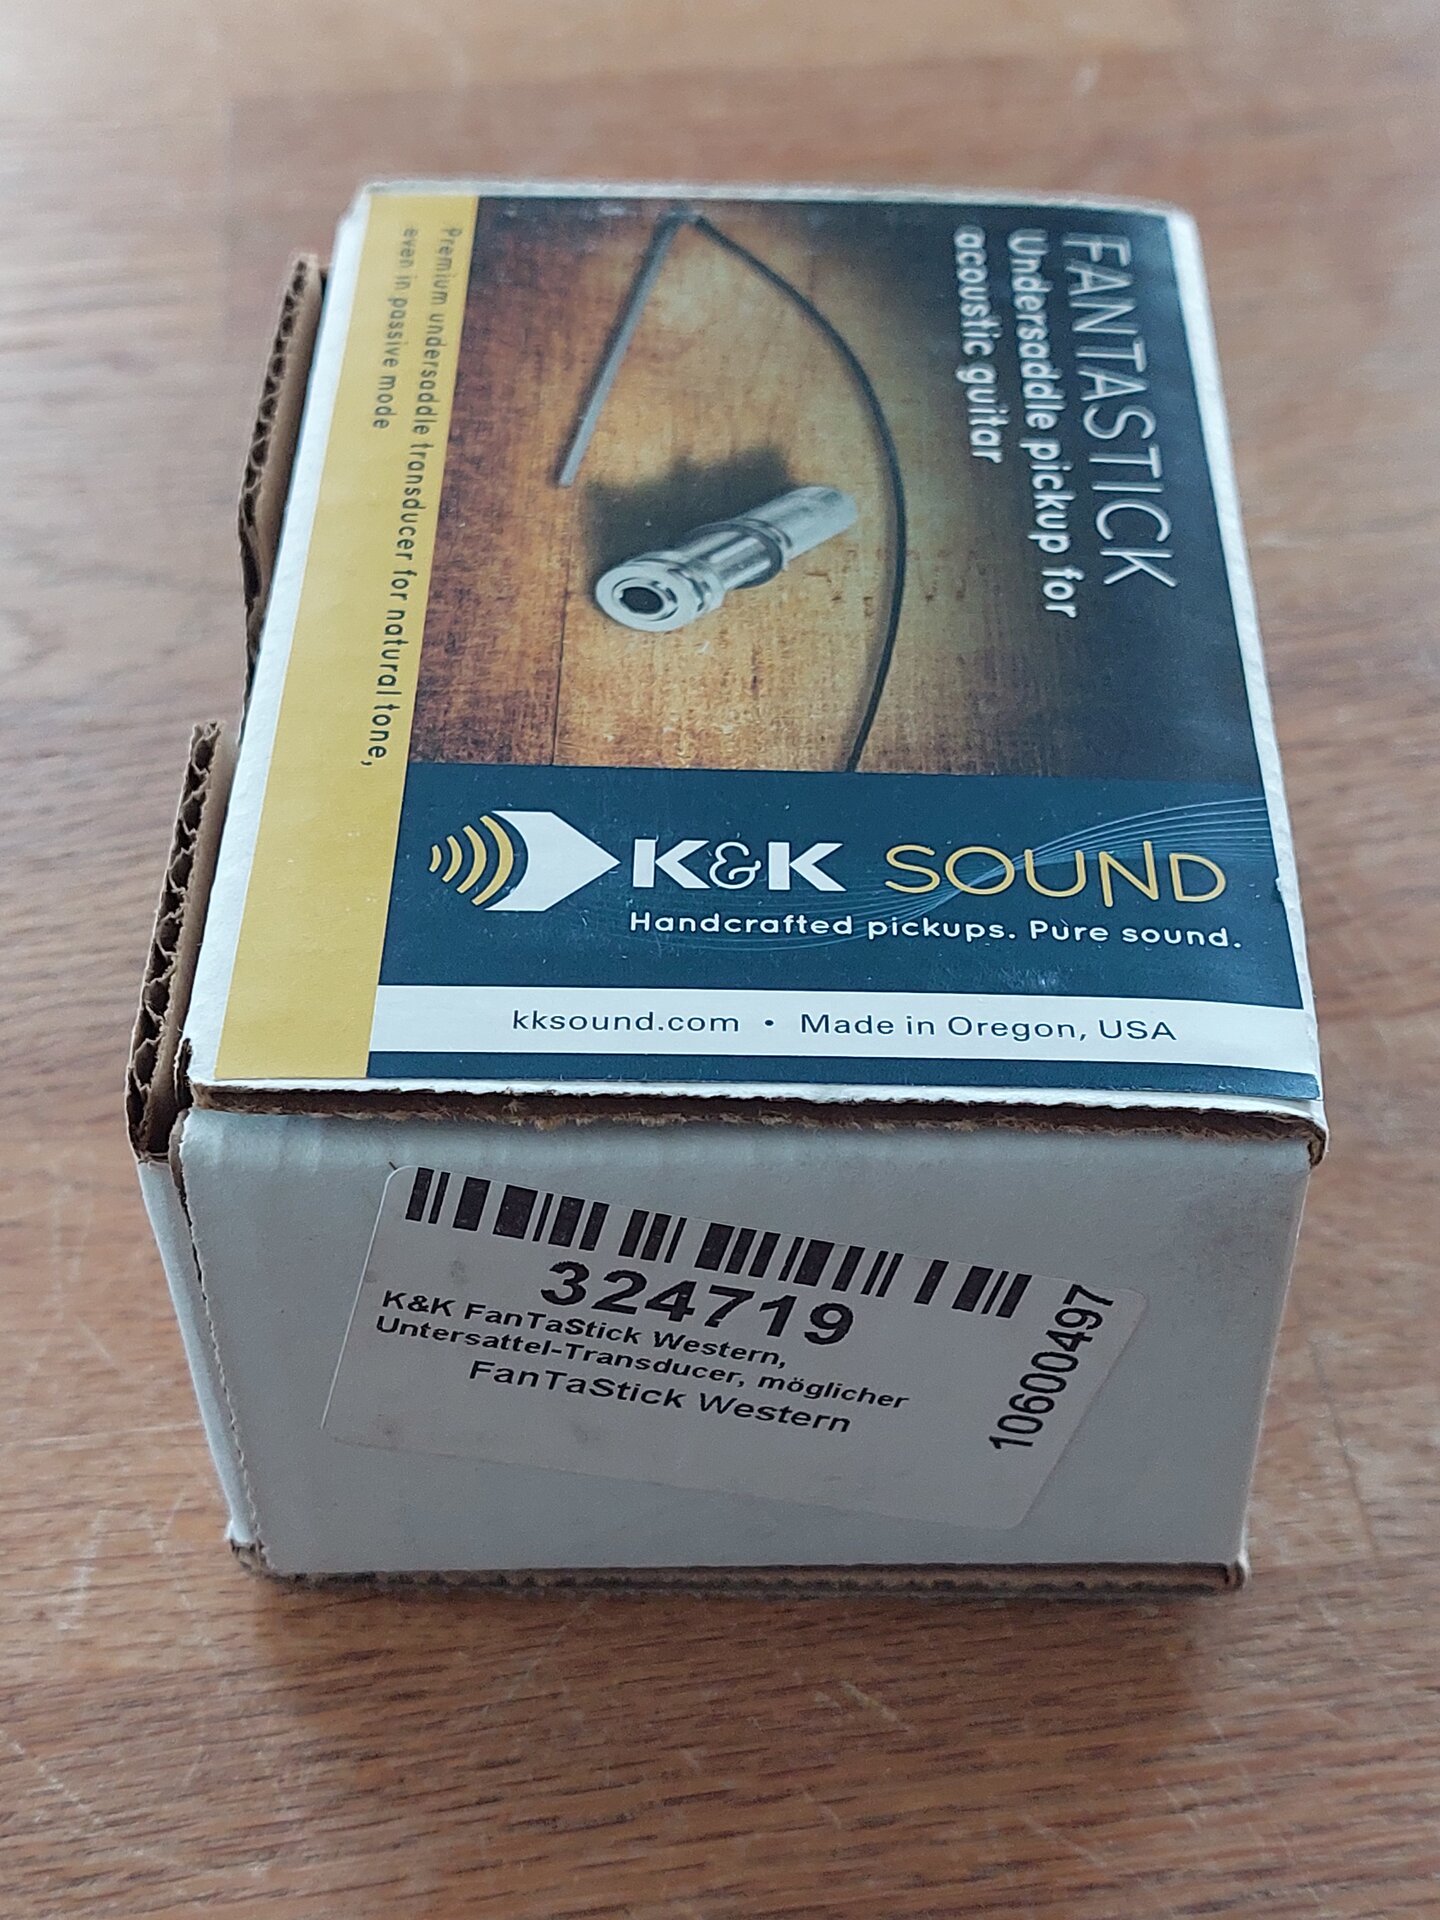 FANTASTICK
Undersaddle pickup for
acoustic guitar
Premium undersaddle transducer for natural tone,
even in passive mode
K&K SOUND
Handcrafted pickups. Pure sound.
kksound.com • Made in Oregon, USA
324719
K&K FanTaStick Western,
Untersattel-Transducer, möglicher
FanTaStick Western
10600497